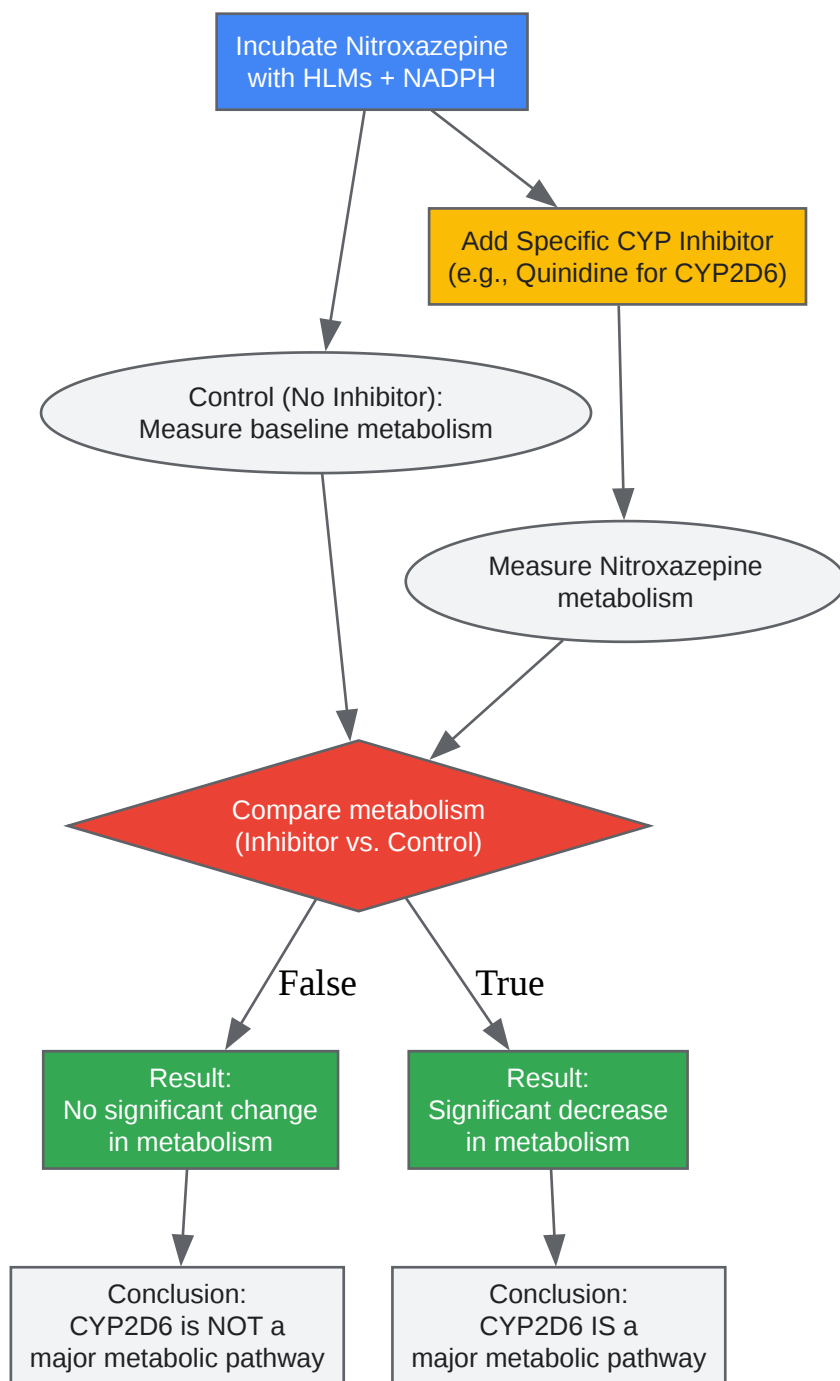 Incubate Nitroxazepine
with HLMs + NADPH
Add Specific CYP Inhibitor
(e.g., Quinidine for CYP2D6)
Control (No Inhibitor):
Measure baseline metabolism
Measure Nitroxazepine
metabolism
Compare metabolism
(Inhibitor vs. Control)
False
True
Result:
No significant change
in metabolism
Result:
Significant decrease
in metabolism
Conclusion:
CYP2D6 is NOT a
major metabolic pathway
Conclusion:
CYP2D6 IS a
major metabolic pathway